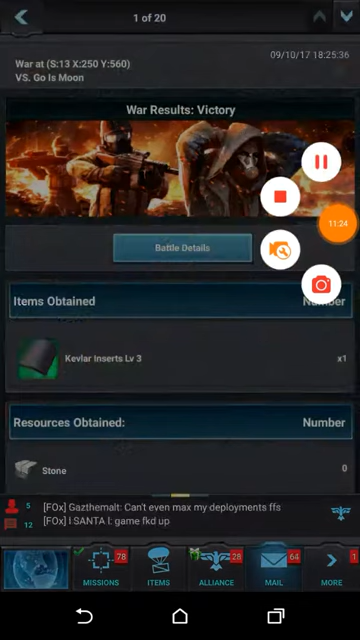 1 of 20
09/10/17 18:25:36
War at (S:13 X:250 Y:560)
VS. Go Is Moon
War Results: Victory
11:24
Battle Details
Items Obtained Number
Kevlar Inserts Lv 3 x1
Resources Obtained: Number
Stone 0
5 [FOx] Gazthemalt: Can't even max my deployments ffs
12 [FOx] I SANTA I: game fkd up
78 28 64 1
MISSIONS ITEMS ALLIANCE MAIL MORE